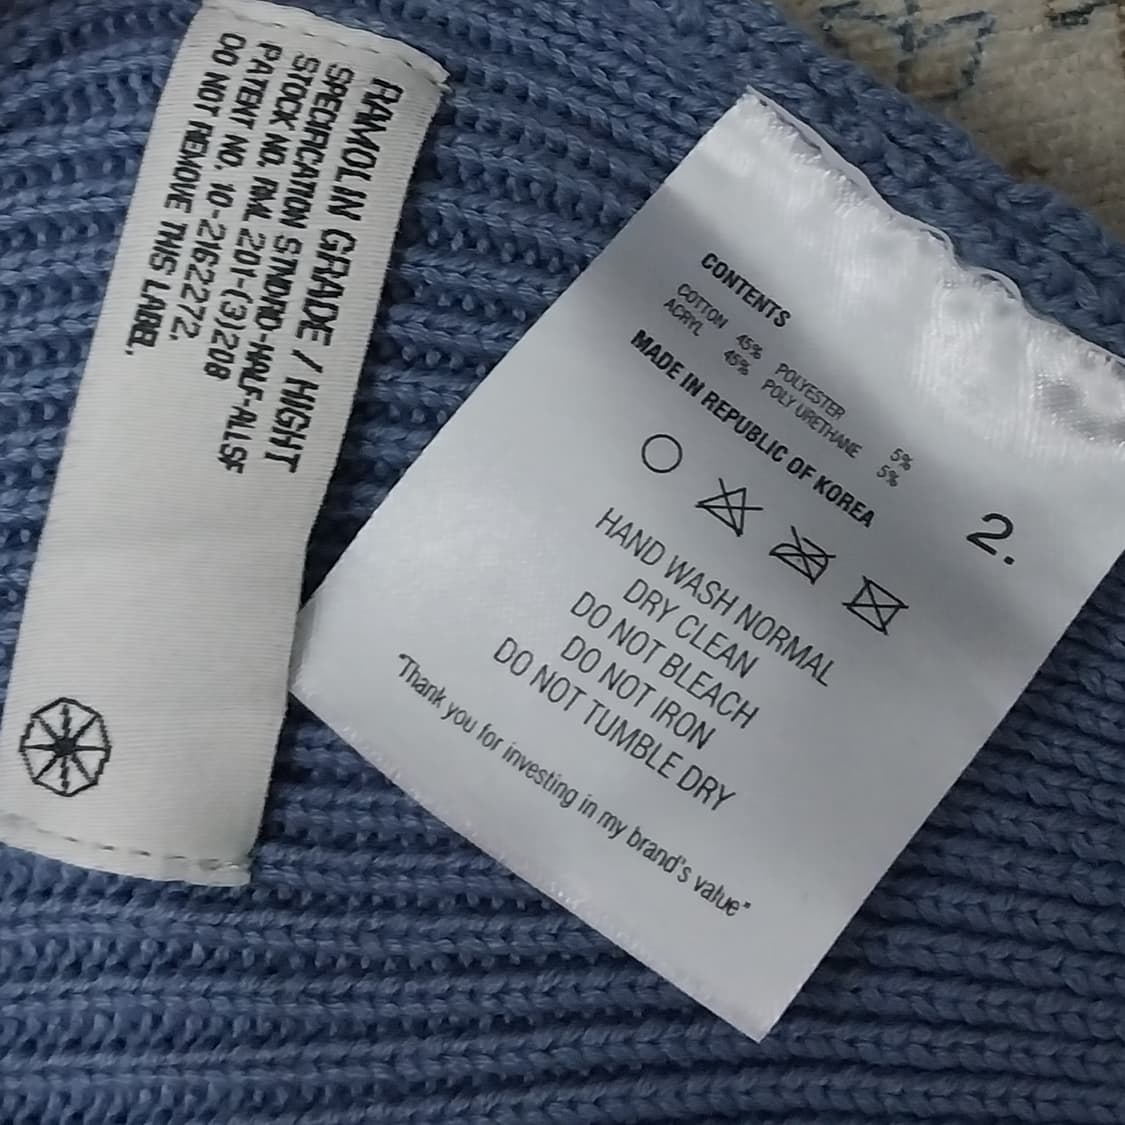 RAMOLIN GRADE / HIGHT
SPECIFICATION STNDRD-HALF-ALLSF
STOCK NO. RML 201-(3)208
PATENT NO. 10-2162272.
DO NOT REMOVE THIS LABEL.
CONTENTS
COTTON 45% POLYESTER 5%
ACRYL 45% POLY URETHANE 5%
MADE IN REPUBLIC OF KOREA
2.
HAND WASH NORMAL
DRY CLEAN
DO NOT BLEACH
DO NOT IRON
DO NOT TUMBLE DRY
"Thank you for investing in my brand's value"